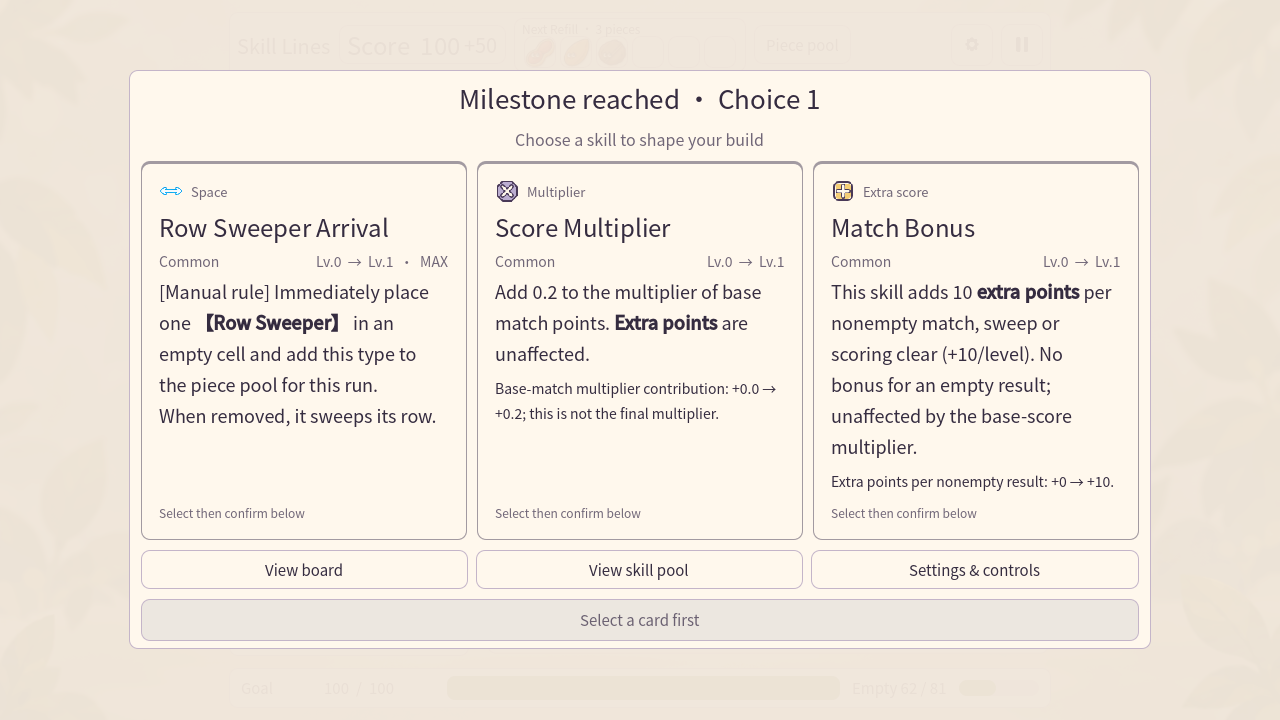 Skill Lines Score 100 +50
Next Refill · 3 pieces
Piece pool
Milestone reached · Choice 1
Choose a skill to shape your build
Space
Row Sweeper Arrival
Common Lv.0 → Lv.1 · MAX
[Manual rule] Immediately place
one 【Row Sweeper】 in an
empty cell and add this type to
the piece pool for this run.
When removed, it sweeps its row.
Select then confirm below
Multiplier
Score Multiplier
Common Lv.0 → Lv.1
Add 0.2 to the multiplier of base
match points. Extra points are
unaffected.
Base-match multiplier contribution: +0.0 →
+0.2; this is not the final multiplier.
Select then confirm below
Extra score
Match Bonus
Common Lv.0 → Lv.1
This skill adds 10 extra points per
nonempty match, sweep or
scoring clear (+10/level). No
bonus for an empty result;
unaffected by the base-score
multiplier.
Extra points per nonempty result: +0 → +10.
Select then confirm below
View board
View skill pool
Settings & controls
Select a card first
Goal 100 / 100
Empty 62 / 81